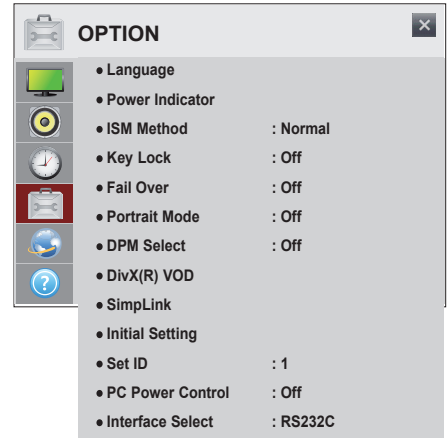 OPTION
● Language
● Power Indicator
● ISM Method : Normal
● Key Lock : Off
● Fail Over : Off
● Portrait Mode : Off
● DPM Select : Off
● DivX(R) VOD
● SimpLink
● Initial Setting
● Set ID : 1
● PC Power Control : Off
● Interface Select : RS232C